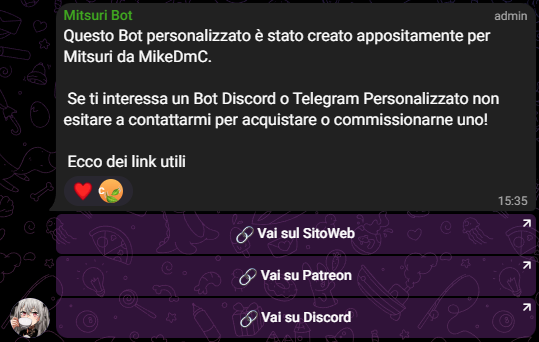 Mitsuri Bot
admin
Questo Bot personalizzato è stato creato appositamente per
Mitsuri da MikeDmC.
Se ti interessa un Bot Discord o Telegram Personalizzato non
esitare a contattarmi per acquistare o commissionarne uno!
Ecco dei link utili
15:35
Vai sul SitoWeb
Vai su Patreon
Vai su Discord